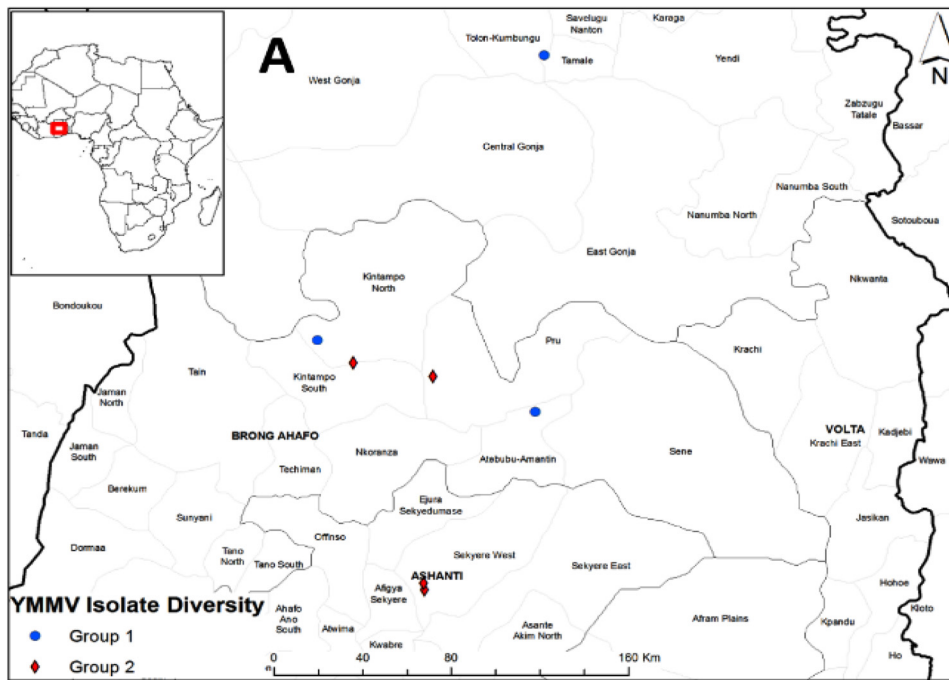 A
N
Savelugu
Nanton
Karaga
Tolon-Kumbungu
Tamale
Yendi
West Gonja
Zabzugu
Tatale
Bassar
Central Gonja
Nanumba South
Nanumba North
Sotouboua
East Gonja
Kintampo
North
Nkwanta
Bondoukou
Pru
Krachi
Tain
Kintampo
South
Jaman
North
Tanda
BRONG AHAFO
VOLTA
Kadjebi
Jaman
South
Krachi East
Nkoranza
Sene
Wawa
Techiman
Atebubu-Amantin
Berekum
Ejura
Sekyedumase
Sunyani
Jasikan
Offinso
Dormaa
Tano
North
Tano South
Sekyere West
Sekyere East
ASHANTI
Hohoe
Afigya
Sekyere
Kloto
YMMV Isolate Diversity
Ahafo
Ano
South
Atwima
Afram Plains
Kpandu
Asante
Akim North
Group 1
Kwabre
Ho
Group 2
0 40 80 160 Km